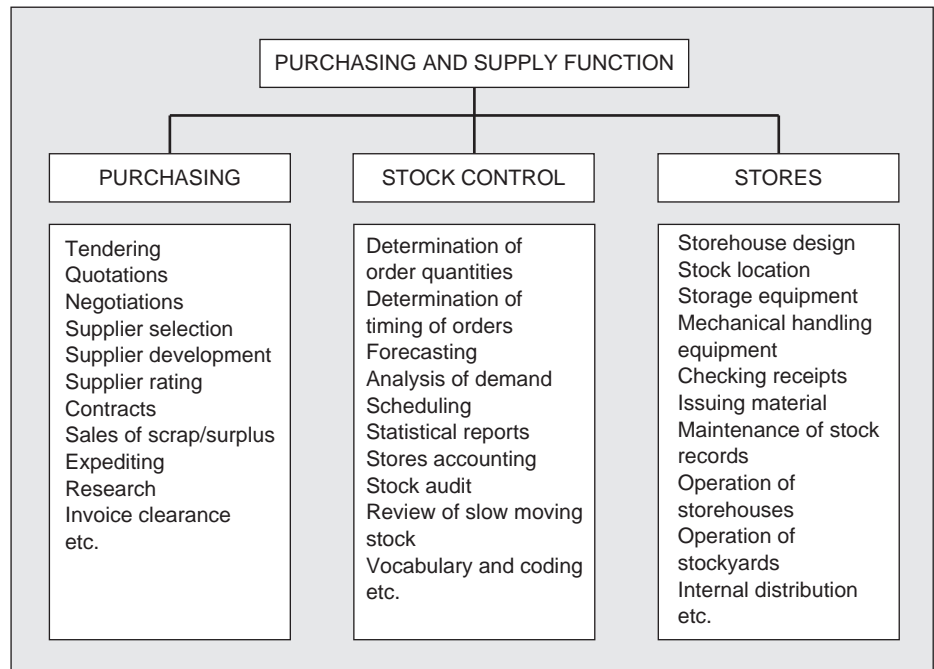 PURCHASING AND SUPPLY FUNCTION
PURCHASING
Tendering
Quotations
Negotiations
Supplier selection
Supplier development
Supplier rating
Contracts
Sales of scrap/surplus
Expediting
Research
Invoice clearance
etc.
STOCK CONTROL
Determination of
order quantities
Determination of
timing of orders
Forecasting
Analysis of demand
Scheduling
Statistical reports
Stores accounting
Stock audit
Review of slow moving
stock
Vocabulary and coding
etc.
STORES
Storehouse design
Stock location
Storage equipment
Mechanical handling
equipment
Checking receipts
Issuing material
Maintenance of stock
records
Operation of
storehouses
Operation of
stockyards
Internal distribution
etc.